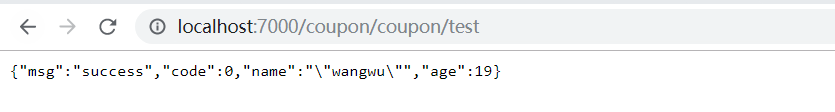 localhost:7000/coupon/coupon/test
{"msg":"success","code":0,"name":"\"wangwu\"","age":19}